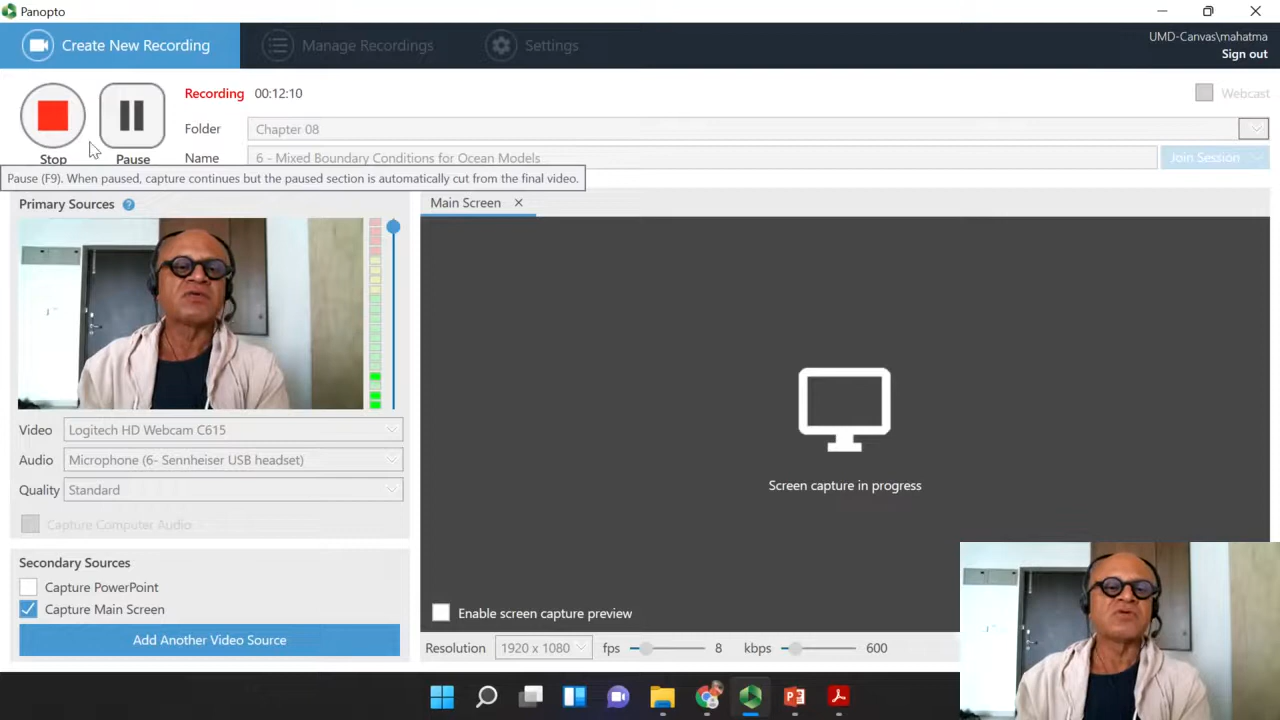 Panopto
Create New Recording
Manage Recordings
Settings
UMD-Canvas\mahatma
Sign out
Recording 00:12:10
Webcast
Folder Chapter 08
Stop Pause Name 6 - Mixed Boundary Conditions for Ocean Models Join Session
Pause (F9). When paused, capture continues but the paused section is automatically cut from the final video.
Primary Sources ?
Main Screen ×
Video Logitech HD Webcam C615
Audio Microphone (6- Sennheiser USB headset)
Quality Standard
Capture Computer Audio
Screen capture in progress
Secondary Sources
Capture PowerPoint
Capture Main Screen
Add Another Video Source
Enable screen capture preview
Resolution 1920 x 1080 fps 8 kbps 600